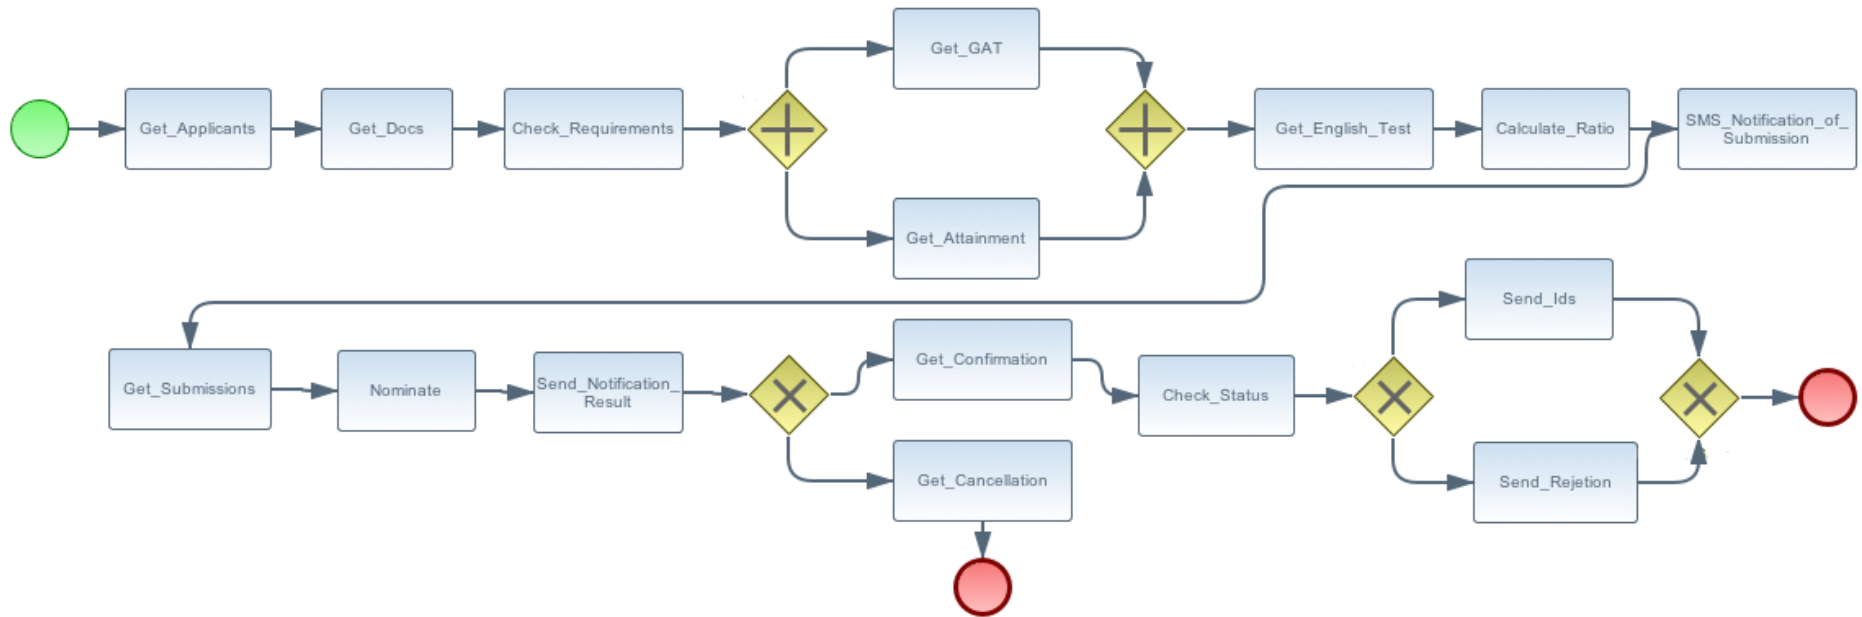 Get_GAT
Get_Applicants
Get_Docs
Check_Requirements
Get_English_Test
Calculate_Ratio
SMS_Notification_of_
Submission
Get_Attainment
Send_Ids
Get_Confirmation
Get_Submissions
Nominate
Send_Notification_
Result
Check_Status
Get_Cancellation
Send_Rejetion